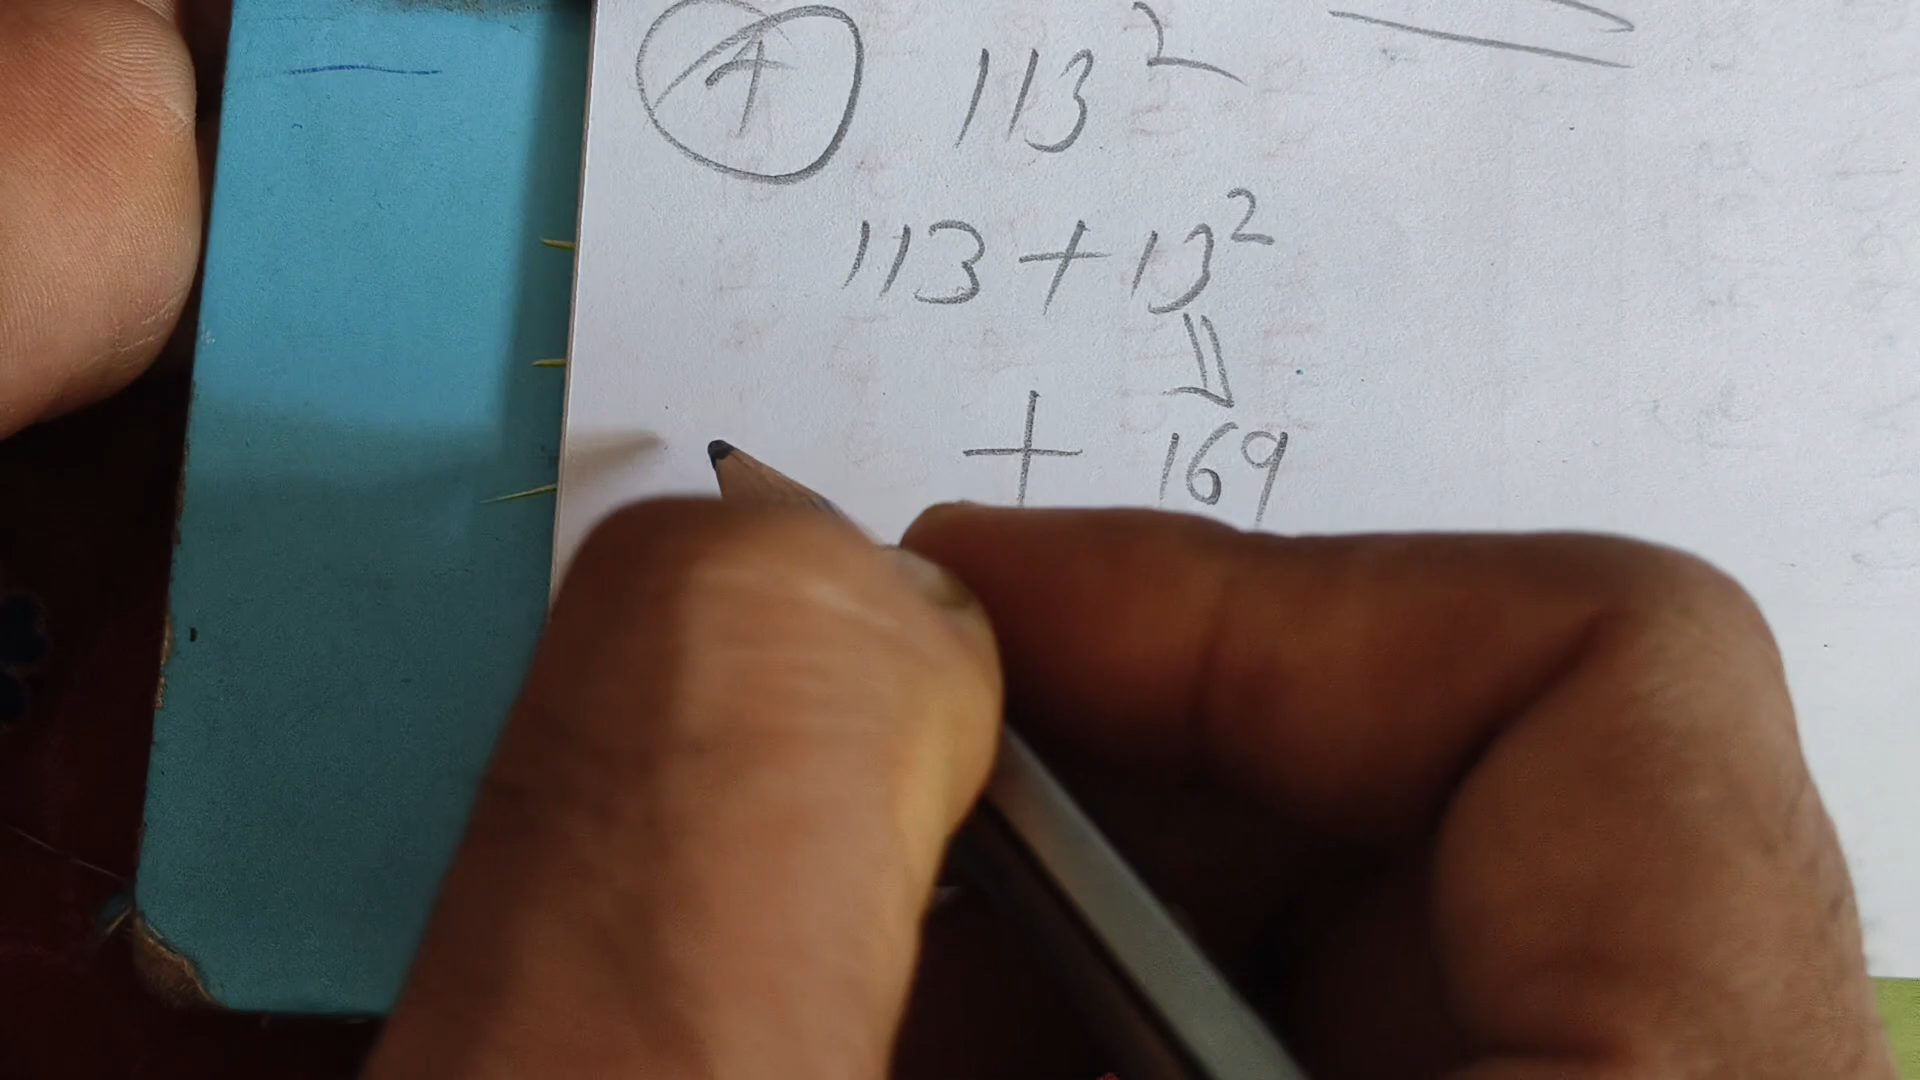 4 113²
113 + 13²
⇓
+ 169